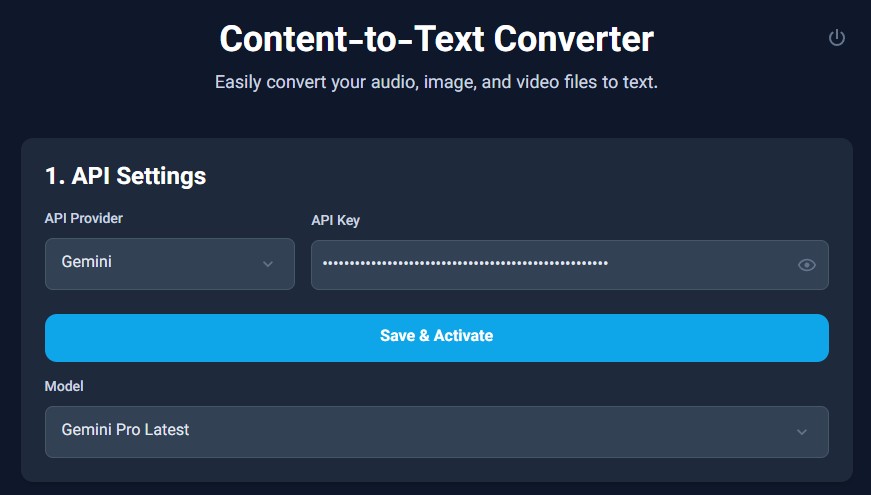 Content-to-Text Converter
Easily convert your audio, image, and video files to text.
1. API Settings
API Provider
API Key
Gemini
Save & Activate
Model
Gemini Pro Latest